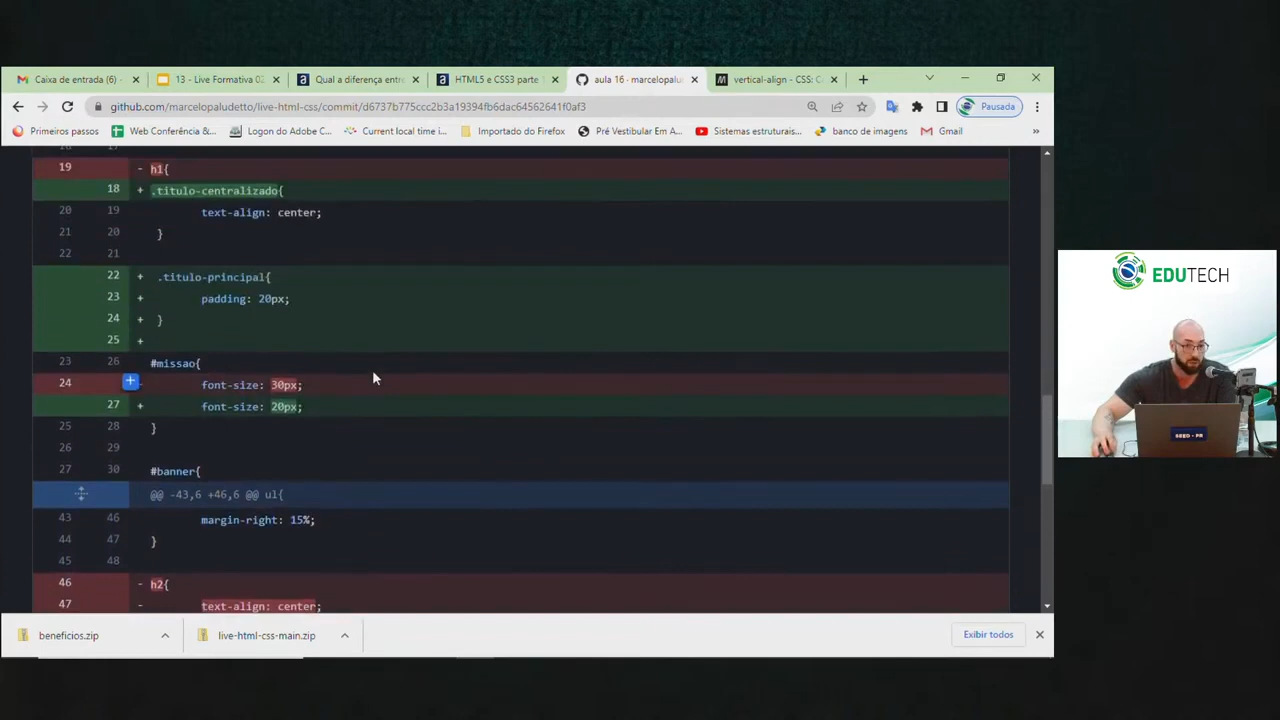 Caixa de entrada (6)
13 - Live Formativa 02
Qual a diferença entre
HTML5 e CSS3 parte
aula 16 · marcelopalu
vertical-align - CSS: C
github.com/marcelopaludetto/live-html-css/commit/d6737b775ccc2b3a19394fb6dac64562641f0af3
Pausada
Primeiros passos
Web Conferência &...
Logon do Adobe C...
Current local time i...
Importado do Firefox
Pré Vestibular Em A...
Sistemas estruturais...
banco de imagens
Gmail
»
19 - h1{
18 + .titulo-centralizado{
20 19 text-align: center;
21 20 }
22 21
22 + .titulo-principal{
23 + padding: 20px;
24 + }
25 +
23 26 #missao{
24 - font-size: 30px;
27 + font-size: 20px;
25 28 }
26 29
27 30 #banner{
@@ -43,6 +46,6 @@ ul{
43 46 margin-right: 15%;
44 47 }
45 48
46 - h2{
47 - text-align: center;
beneficios.zip
live-html-css-main.zip
Exibir todos
EDUTECH
SEED - PR